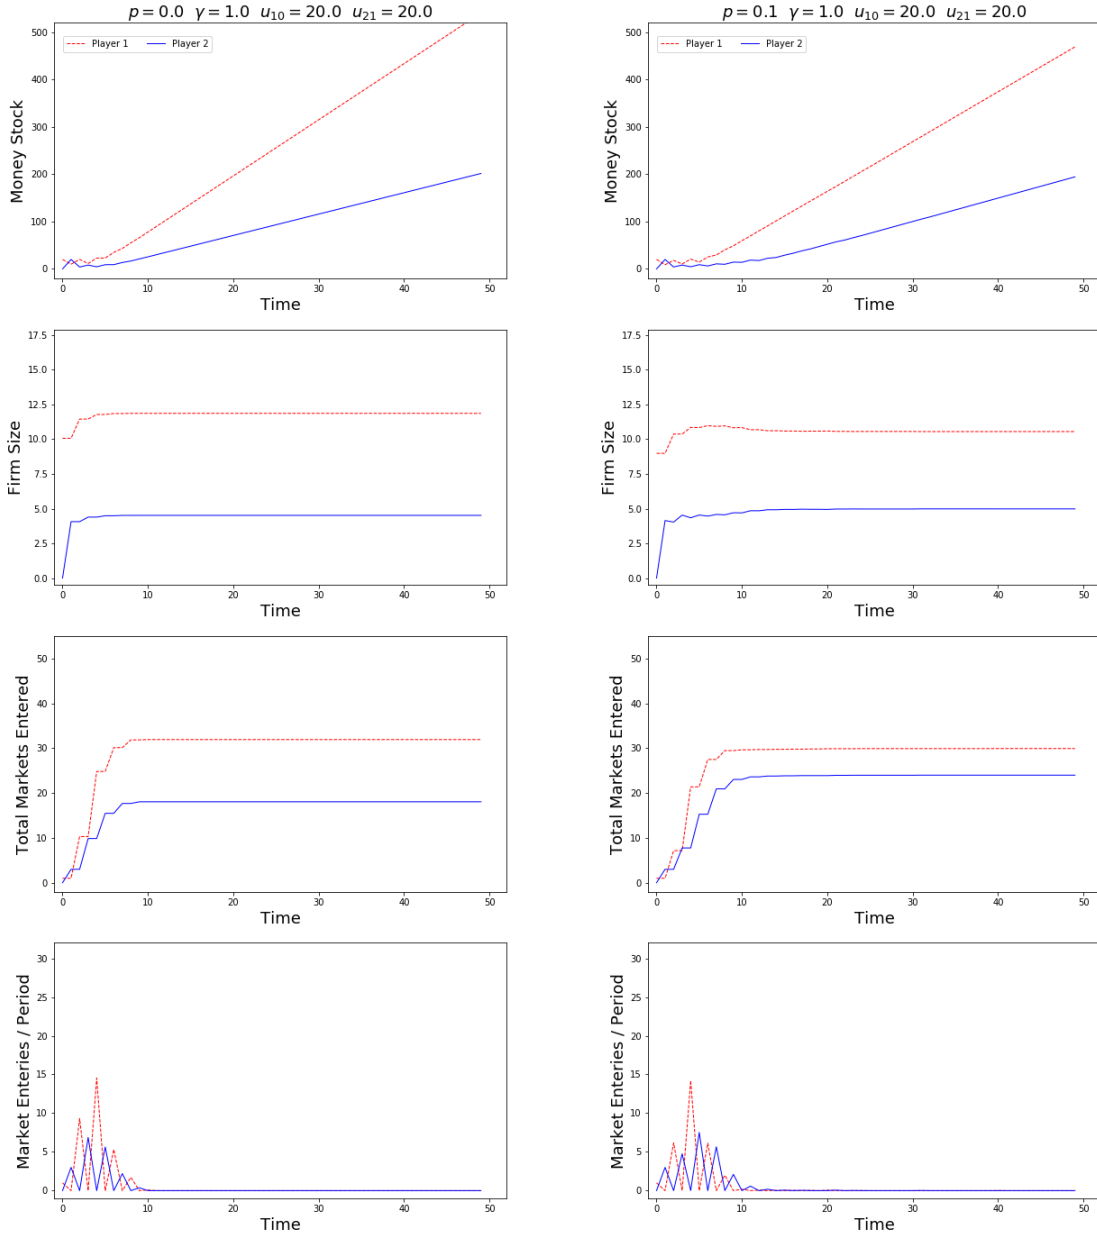 p = 0.0 γ = 1.0 u₁₀ = 20.0 u₂₁ = 20.0
Money Stock
500
400
300
200
100
0
Player 1 Player 2
0 10 20 30 40 50
Time
p = 0.1 γ = 1.0 u₁₀ = 20.0 u₂₁ = 20.0
Money Stock
500
400
300
200
100
0
Player 1 Player 2
0 10 20 30 40 50
Time
Firm Size
17.5
15.0
12.5
10.0
7.5
5.0
2.5
0.0
0 10 20 30 40 50
Time
Firm Size
17.5
15.0
12.5
10.0
7.5
5.0
2.5
0.0
0 10 20 30 40 50
Time
Total Markets Entered
50
40
30
20
10
0
0 10 20 30 40 50
Time
Total Markets Entered
50
40
30
20
10
0
0 10 20 30 40 50
Time
Market Enteries / Period
30
25
20
15
10
5
0
0 10 20 30 40 50
Time
Market Enteries / Period
30
25
20
15
10
5
0
0 10 20 30 40 50
Time